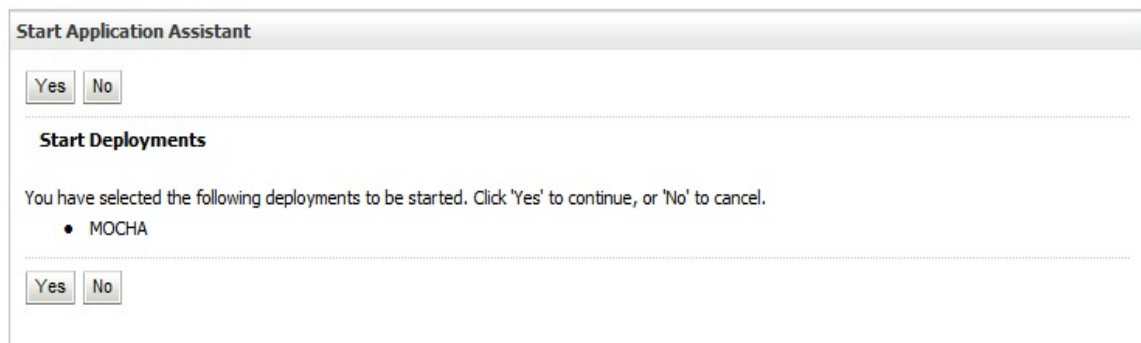 Start Application Assistant
Yes No
Start Deployments
You have selected the following deployments to be started. Click 'Yes' to continue, or 'No' to cancel.
• MOCHA
Yes No